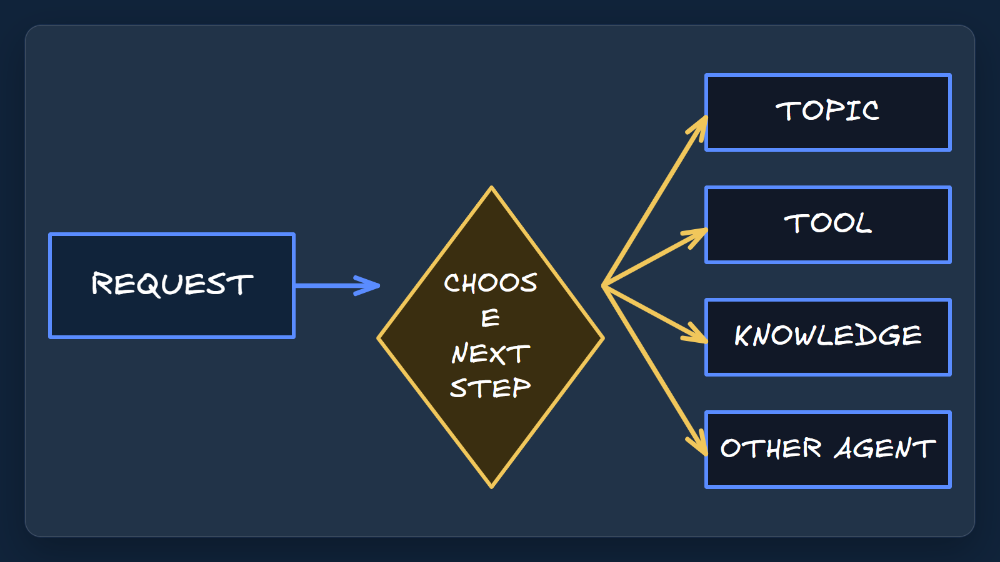 REQUEST
CHOOS
E
NEXT
STEP
TOPIC
TOOL
KNOWLEDGE
OTHER AGENT